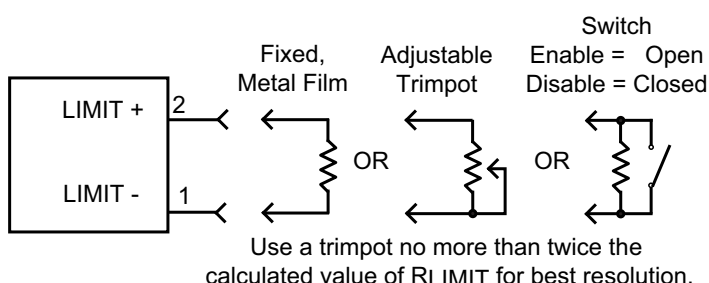 Switch
Fixed, Adjustable Enable = Open
Metal Film Trimpot Disable = Closed
LIMIT + 2
OR OR
LIMIT - 1
Use a trimpot no more than twice the
calculated value of RLIMIT for best resolution.